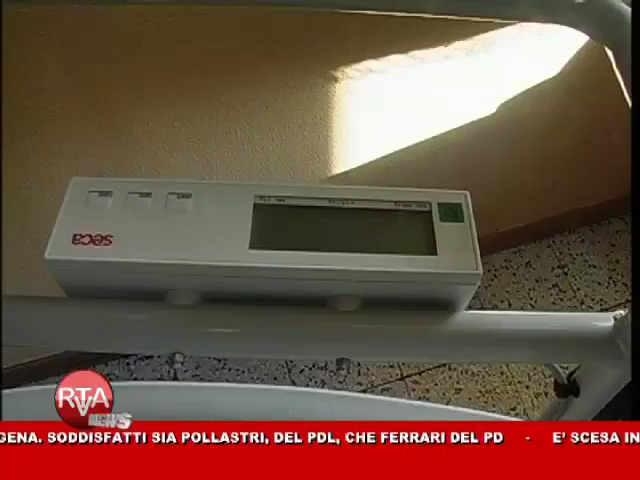 seca
RTA
NEWS
GENA. SODDISFATTI SIA POLLASTRI, DEL PDL, CHE FERRARI DEL PD - E' SCESA IN